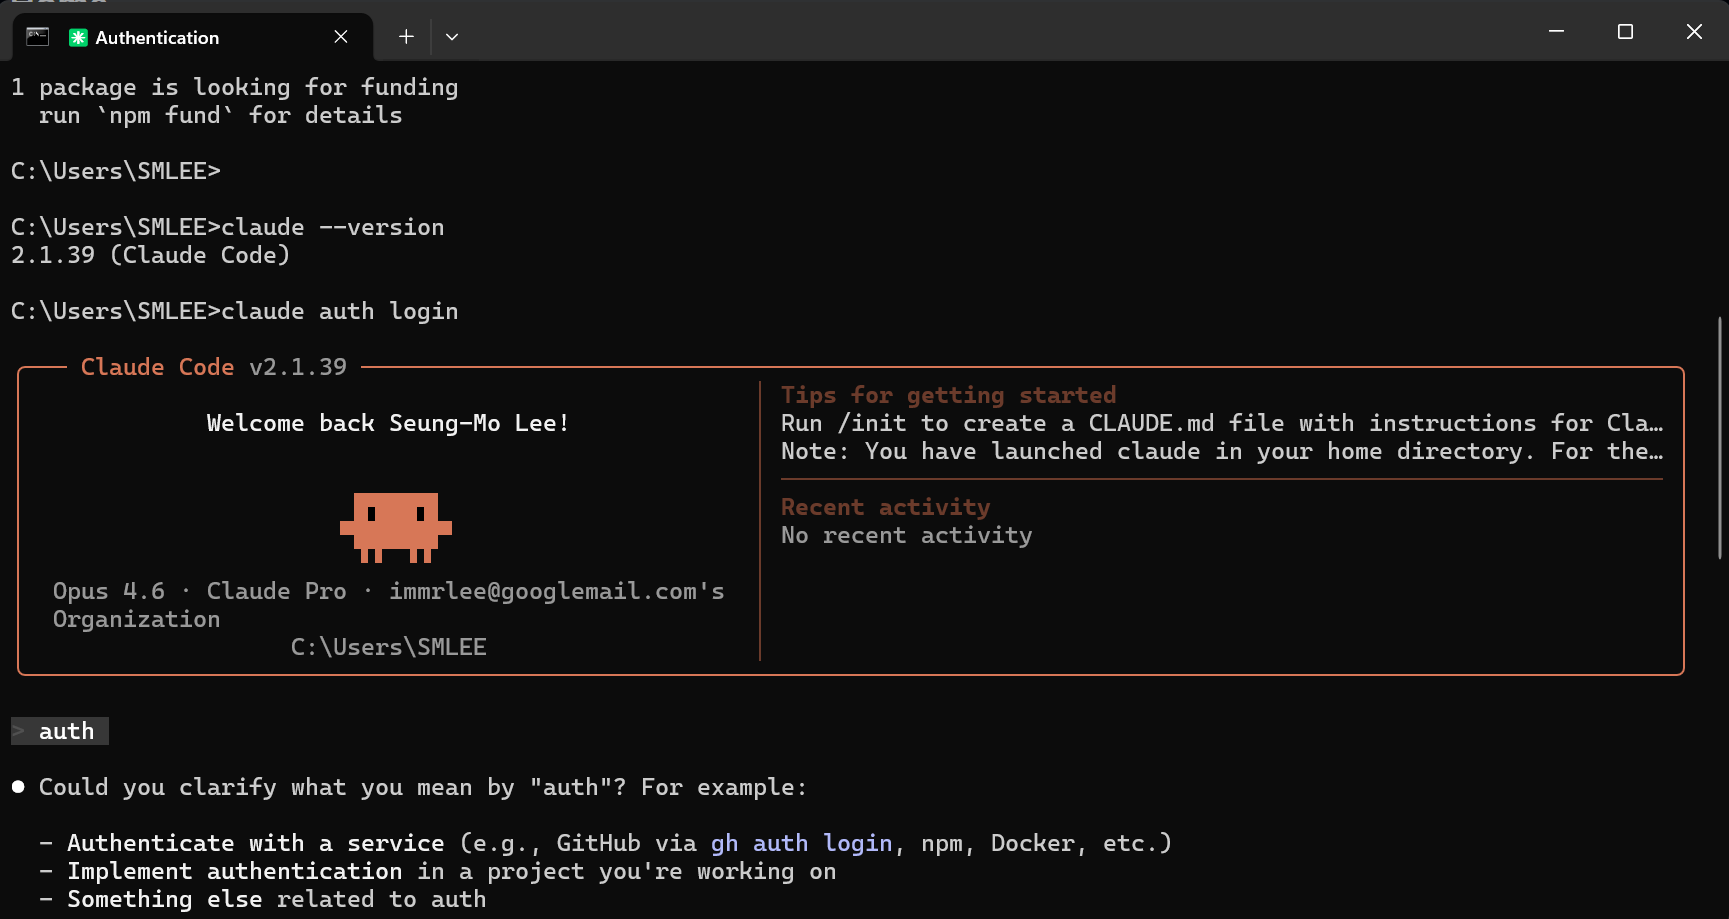 Authentication
1 package is looking for funding
run `npm fund` for details
C:\Users\SMLEE>
C:\Users\SMLEE>claude --version
2.1.39 (Claude Code)
C:\Users\SMLEE>claude auth login
Claude Code v2.1.39
Welcome back Seung-Mo Lee!
Opus 4.6 · Claude Pro · immrlee@googlemail.com's
Organization
C:\Users\SMLEE
Tips for getting started
Run /init to create a CLAUDE.md file with instructions for Cla…
Note: You have launched claude in your home directory. For the…
Recent activity
No recent activity
> auth
● Could you clarify what you mean by "auth"? For example:
- Authenticate with a service (e.g., GitHub via gh auth login, npm, Docker, etc.)
- Implement authentication in a project you're working on
- Something else related to auth